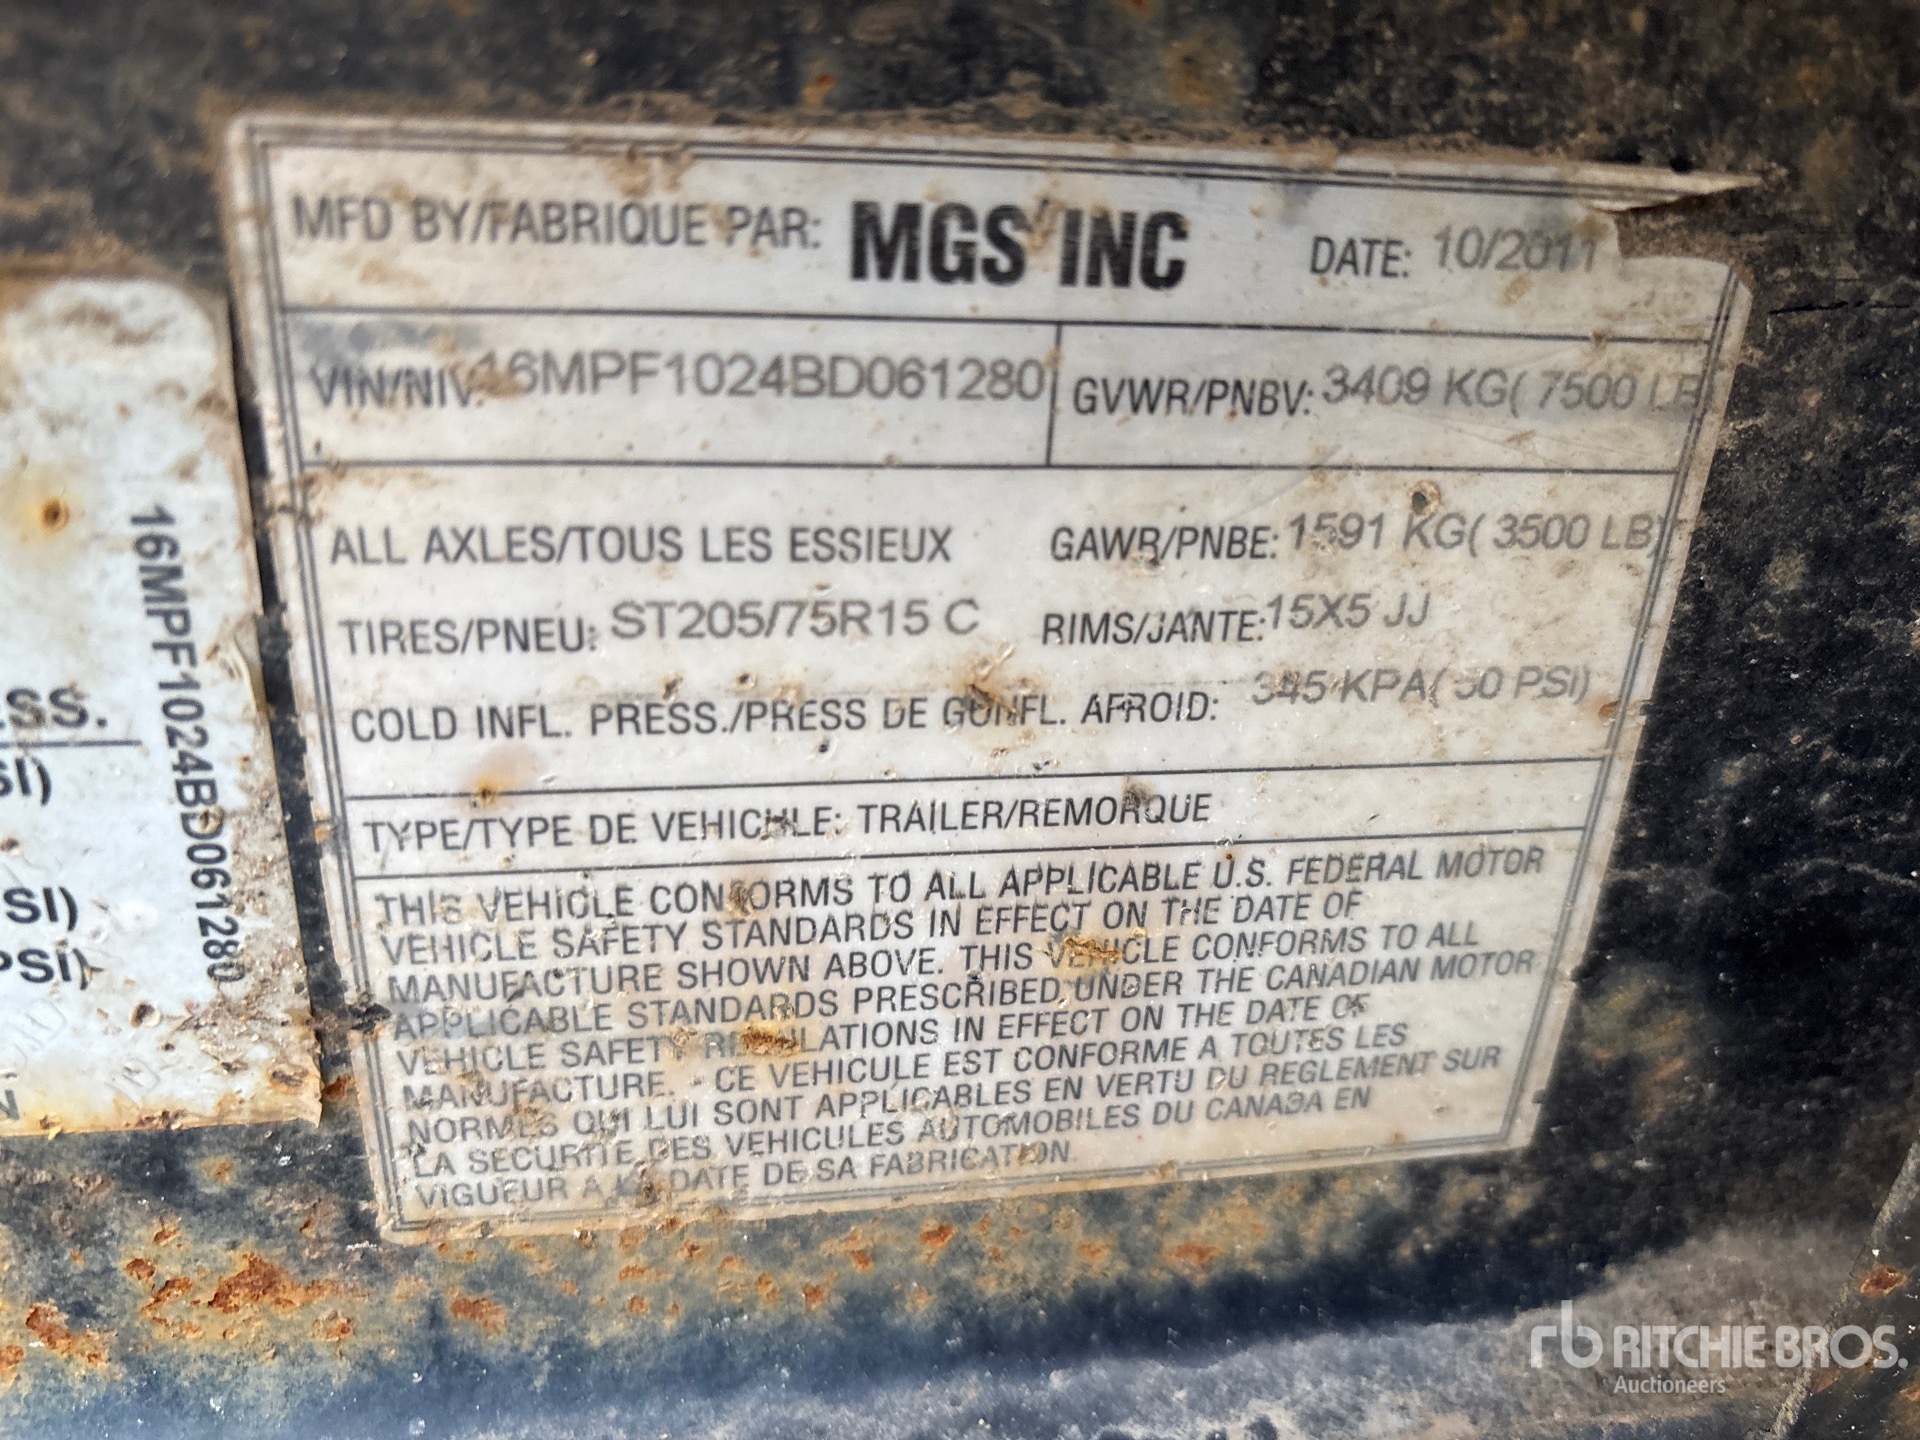 MFD BY/FABRIQUE PAR: MGS INC DATE: 10/2011
VIN/NIV: 16MPF1024BD061280 GVWR/PNBV: 3409 KG( 7500 LB
ALL AXLES/TOUS LES ESSIEUX GAWR/PNBE: 1591 KG( 3500 LB)
TIRES/PNEU: ST205/75R15 C RIMS/JANTE: 15X5 JJ
COLD INFL. PRESS./PRESS DE GONFL. AFROID: 345 KPA( 50 PSI)
TYPE/TYPE DE VEHICULE: TRAILER/REMORQUE
THIS VEHICLE CONFORMS TO ALL APPLICABLE U.S. FEDERAL MOTOR
VEHICLE SAFETY STANDARDS IN EFFECT ON THE DATE OF
MANUFACTURE SHOWN ABOVE. THIS VEHICLE CONFORMS TO ALL
APPLICABLE STANDARDS PRESCRIBED UNDER THE CANADIAN MOTOR
VEHICLE SAFETY REGULATIONS IN EFFECT ON THE DATE OF
MANUFACTURE. - CE VEHICULE EST CONFORME A TOUTES LES
NORMES QUI LUI SONT APPLICABLES EN VERTU DU REGLEMENT SUR
LA SECURITE DES VEHICULES AUTOMOBILES DU CANADA EN
VIGUEUR A LA DATE DE SA FABRICATION.
16MPF1024BD061280
SS.
SI)
SI)
PSI)
N
rb RITCHIE BROS.
Auctioneers